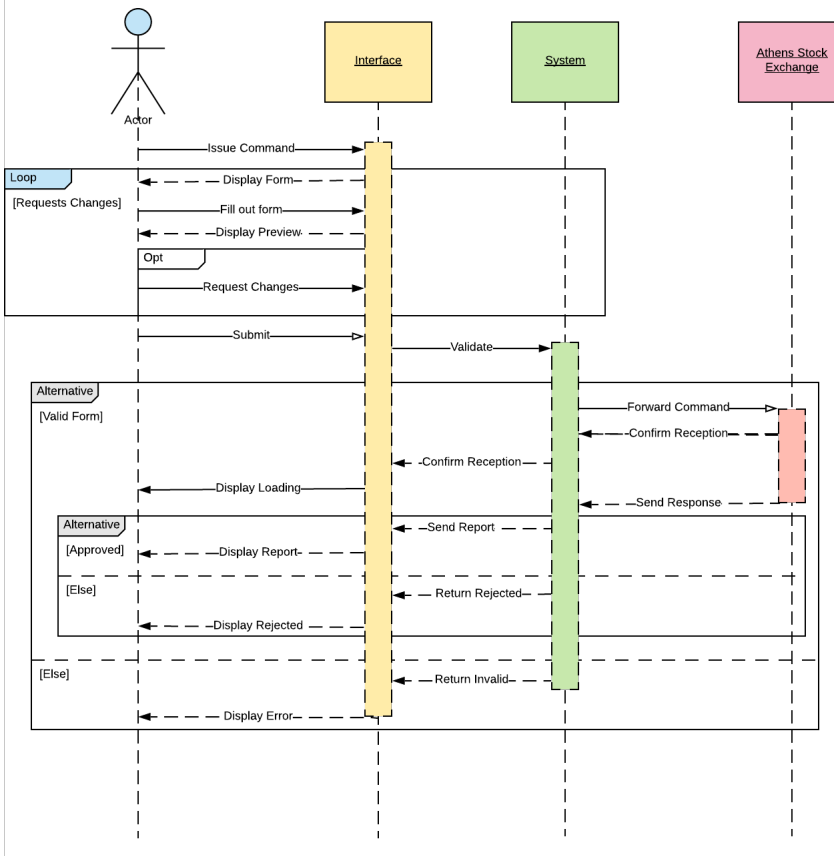 Interface
System
Athens Stock
Exchange
Actor
Issue Command
Loop
Display Form
[Requests Changes]
Fill out form
Display Preview
Opt
Request Changes
Submit
Validate
Alternative
[Valid Form]
Forward Command
Confirm Reception
Confirm Reception
Display Loading
Send Response
Alternative
Send Report
[Approved]
Display Report
[Else]
Return Rejected
Display Rejected
[Else]
Return Invalid
Display Error